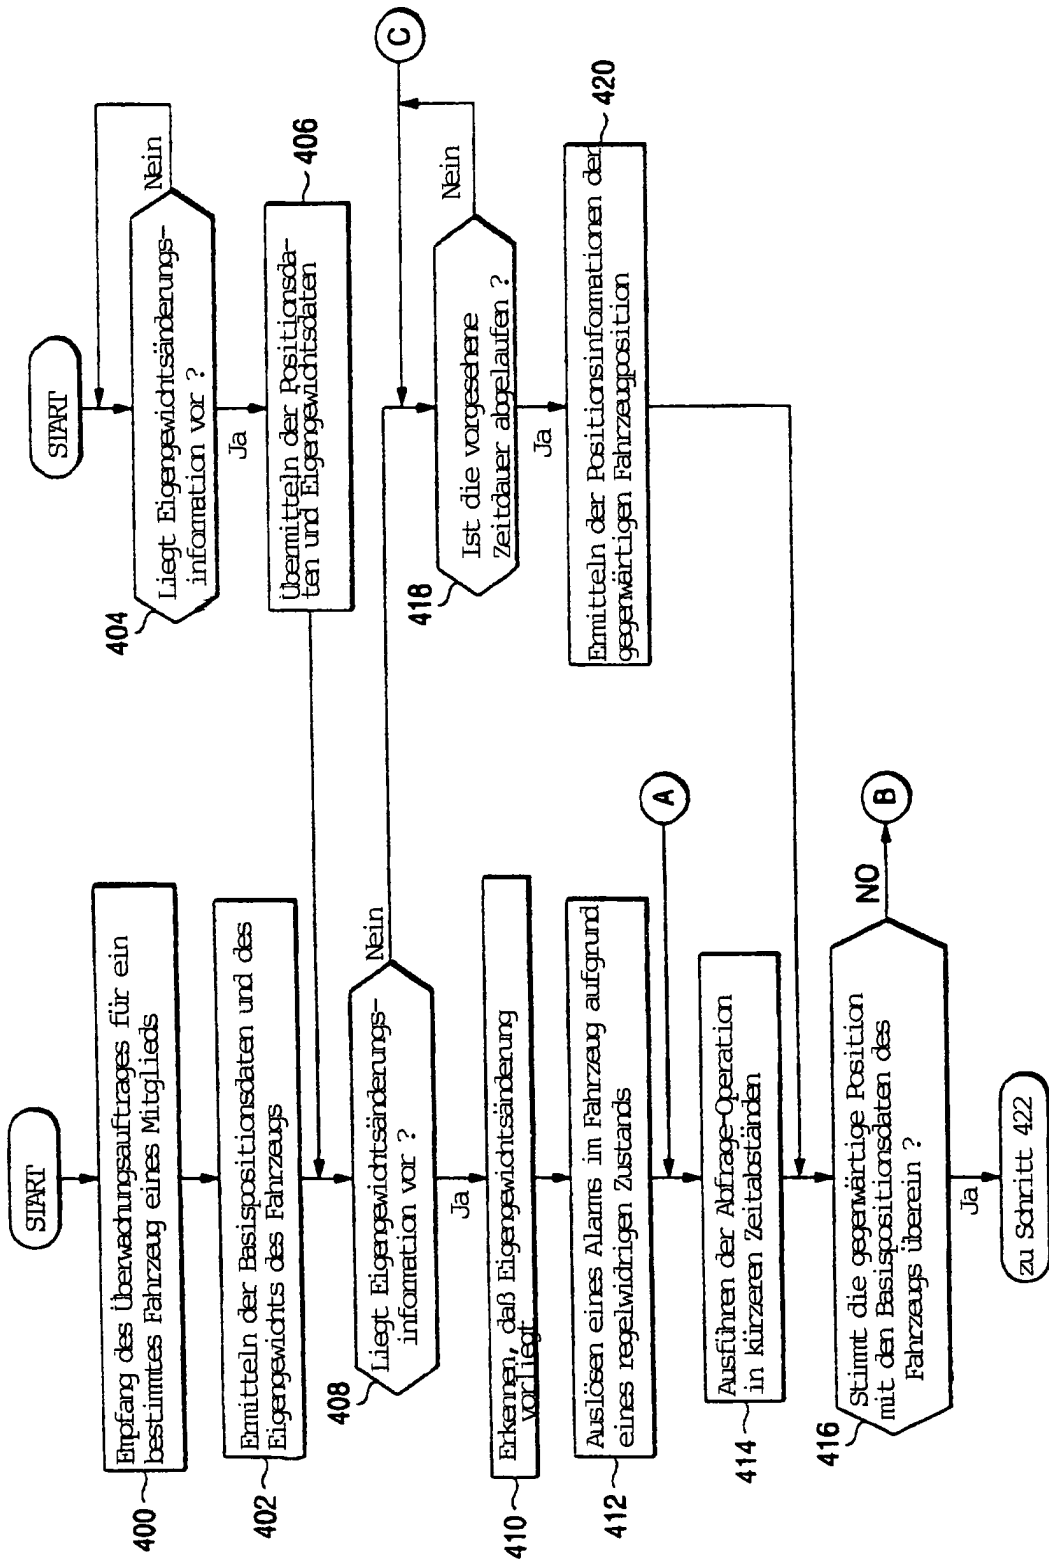 START
400
Empfang des Überwachungsauftrages für ein
bestimmtes Fahrzeug eines Mitglieds
402
Ermitteln der Basispositionsdaten und des
Eigengewichts des Fahrzeugs
408
Liegt Eigengewichtsänderungs-
information vor ?
Nein
Ja
410
Erkennen, daß Eigengewichtsänderung
vorliegt
412
Auslösen eines Alarms im Fahrzeug aufgrund
eines regelwidrigen Zustands
A
414
Ausführen der Abfrage-Operation
in kürzeren Zeitabständen
416
Stimmt die gegenwärtige Position
mit den Basispositionsdaten des
Fahrzeugs überein ?
NO
B
Ja
zu Schritt 422
START
404
Liegt Eigengewichtsänderungs-
information vor ?
Nein
Ja
406
Übermitteln der Positionsda-
ten und Eigengewichtsdaten
C
418
Ist die vorgesehene
Zeitdauer abgelaufen ?
Nein
Ja
420
Ermitteln der Positionsinformationen der
gegenwärtigen Fahrzeugposition